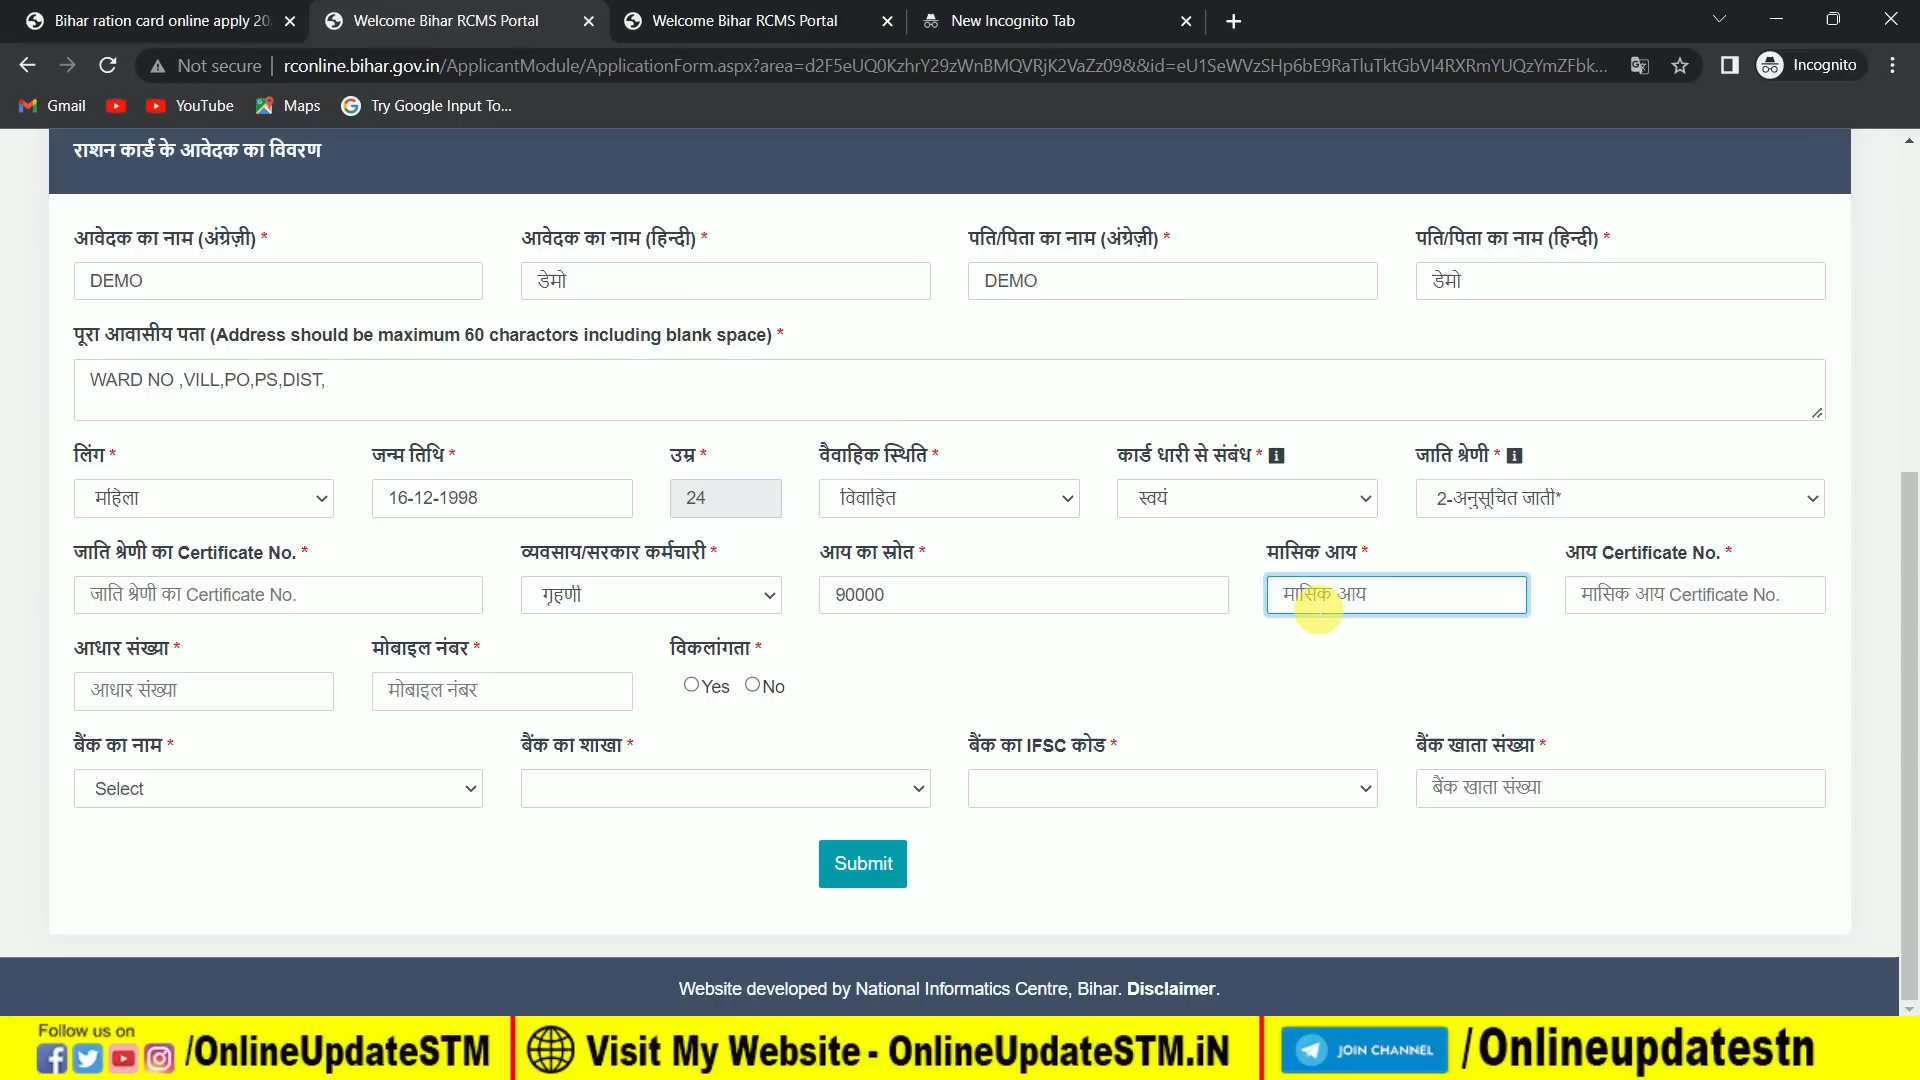 Bihar ration card online apply 202
Welcome Bihar RCMS Portal
Welcome Bihar RCMS Portal
New Incognito Tab
Not secure
rconline.bihar.gov.in/ApplicantModule/ApplicationForm.aspx?area=d2F5eUQ0KzhrY29zWnBMQVRjK2VaZz09&&id=eU1SeWVzSHp6bE9RaTluTktGbVI4RXRmYUQzYmZFbk...
Incognito
Gmail
YouTube
Maps
Try Google Input To...
राशन कार्ड के आवेदक का विवरण
आवेदक का नाम (अंग्रेज़ी) *
आवेदक का नाम (हिन्दी) *
पति/पिता का नाम (अंग्रेज़ी) *
पति/पिता का नाम (हिन्दी) *
DEMO
डेमो
DEMO
डेमो
पूरा आवासीय पता (Address should be maximum 60 charactors including blank space) *
WARD NO ,VILL,PO,PS,DIST,
लिंग *
जन्म तिथि *
उम्र *
वैवाहिक स्थिति *
कार्ड धारी से संबंध * i
जाति श्रेणी * i
महिला
16-12-1998
24
विवाहित
स्वयं
2-अनुसूचित जाती*
जाति श्रेणी का Certificate No. *
व्यवसाय/सरकार कर्मचारी *
आय का स्रोत *
मासिक आय *
आय Certificate No. *
जाति श्रेणी का Certificate No.
गृहणी
90000
मासिक आय
मासिक आय Certificate No.
आधार संख्या *
मोबाइल नंबर *
विकलांगता *
आधार संख्या
मोबाइल नंबर
Yes
No
बैंक का नाम *
बैंक का शाखा *
बैंक का IFSC कोड *
बैंक खाता संख्या *
Select
बैंक खाता संख्या
Submit
Website developed by National Informatics Centre, Bihar. Disclaimer.
Follow us on
/OnlineUpdateSTM
Visit My Website - OnlineUpdateSTM.iN
JOIN CHANNEL
/Onlineupdatestn